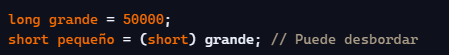 long grande = 50000;
short pequeño = (short) grande; // Puede desbordar